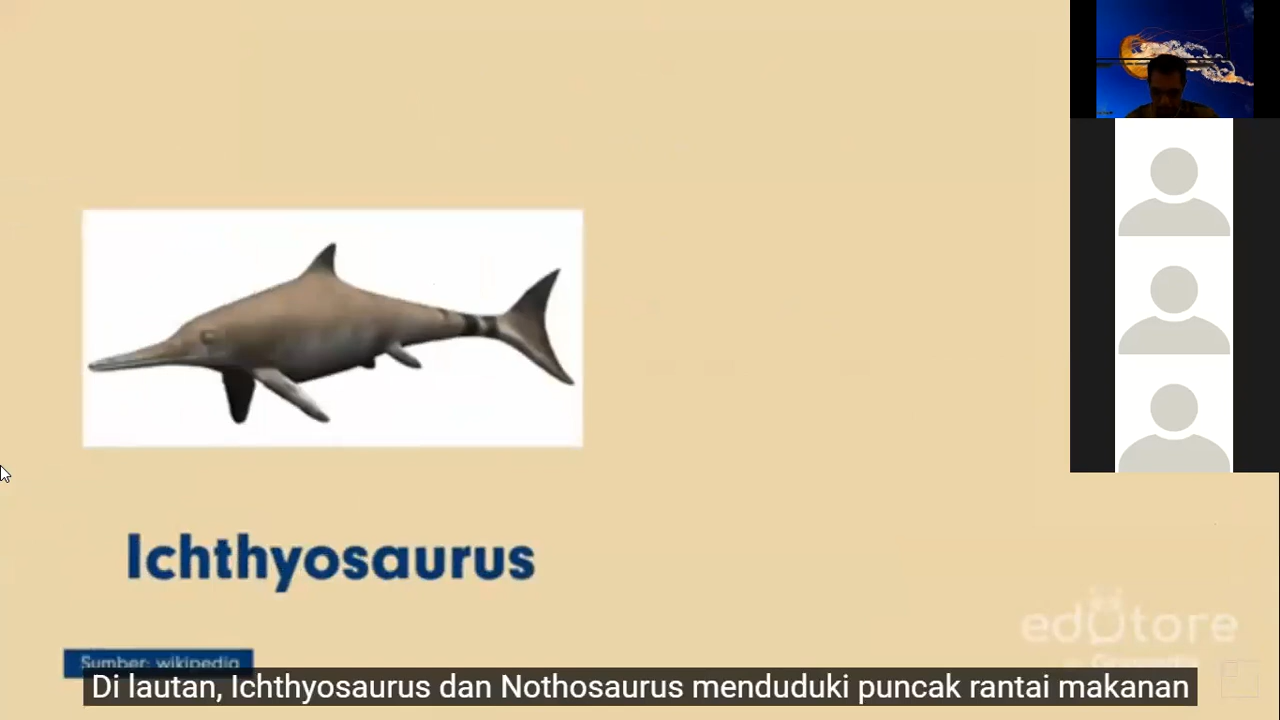 Ichthyosaurus
edutore
Sumber: wikipedia
Di lautan, Ichthyosaurus dan Nothosaurus menduduki puncak rantai makanan